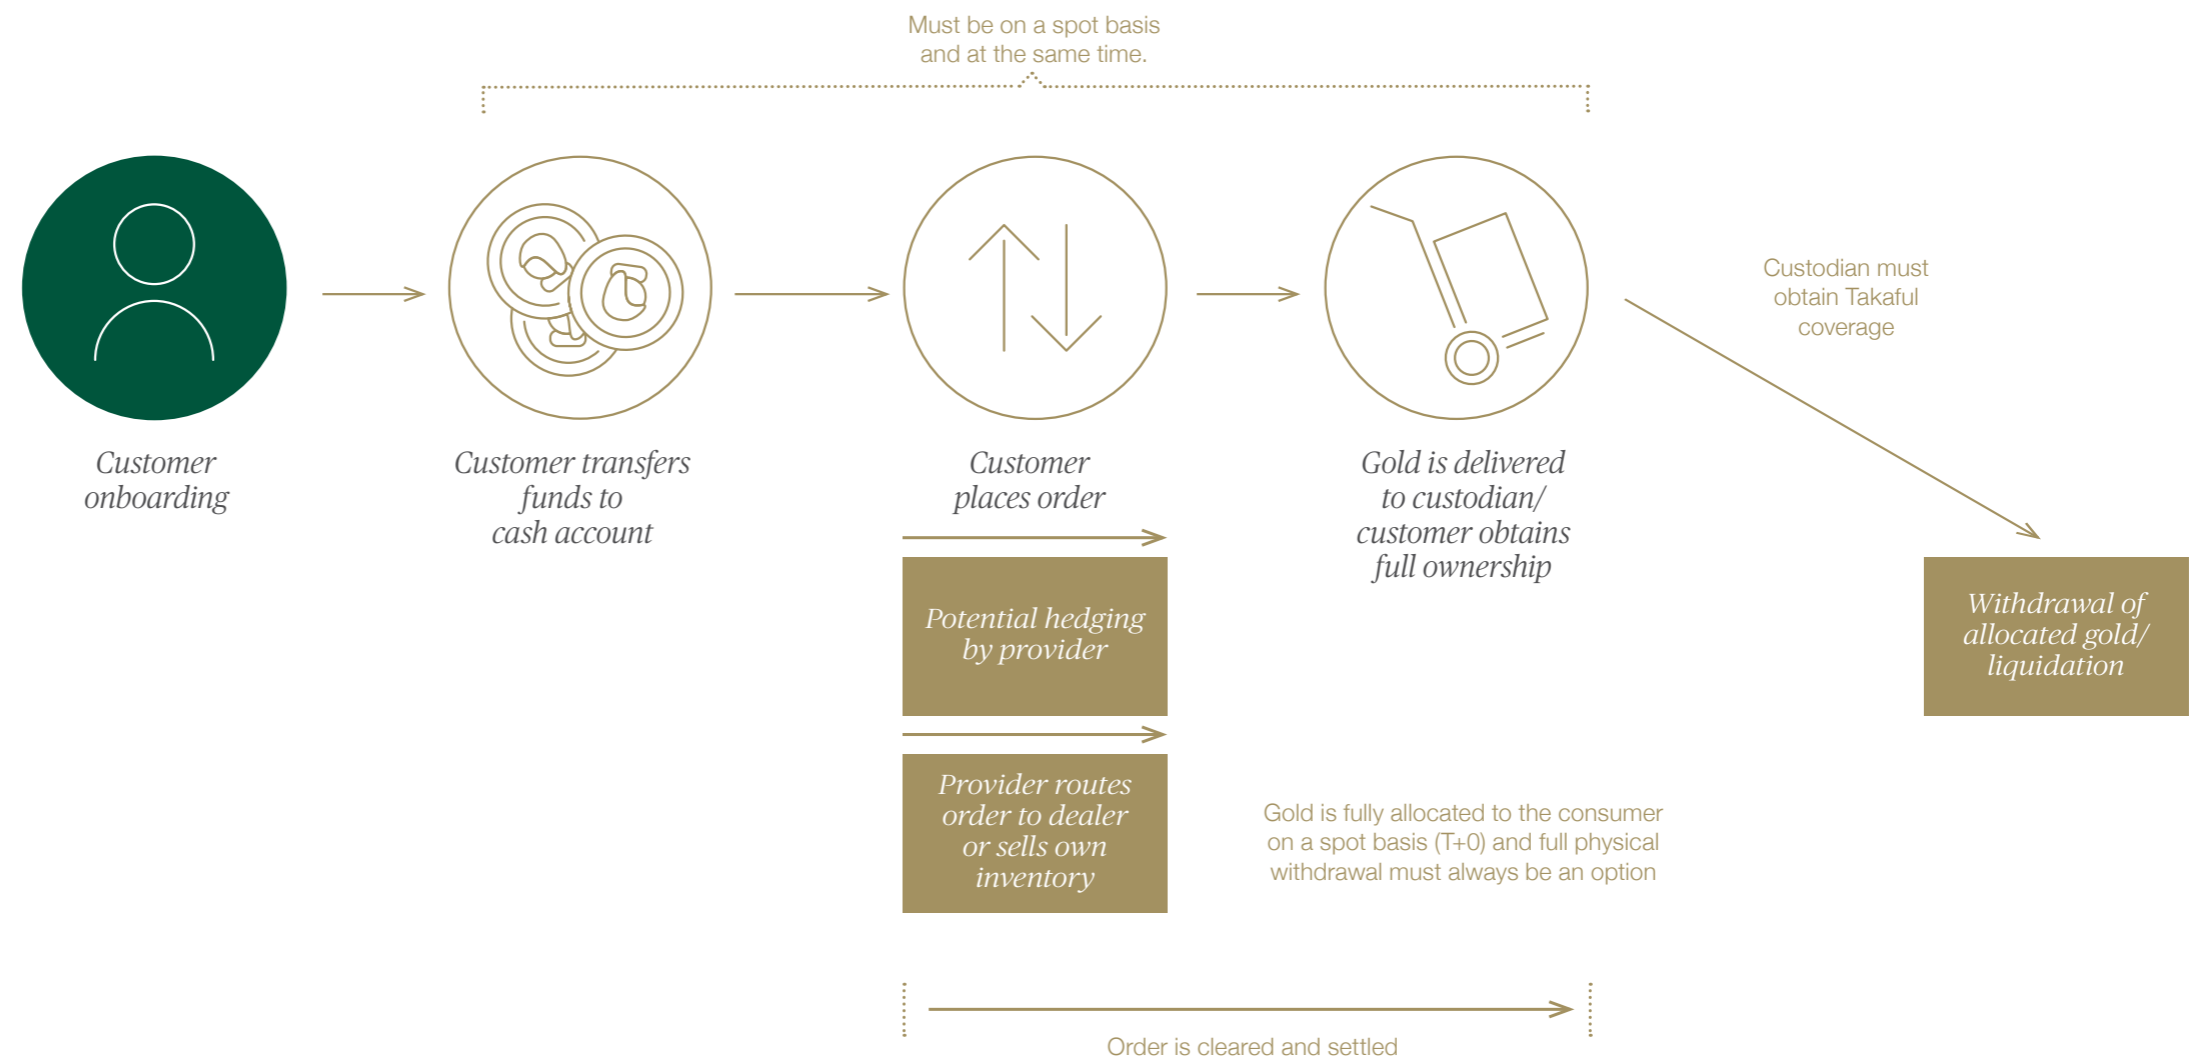 Must be on a spot basis
and at the same time.
Custodian must
obtain Takaful
coverage
Customer
onboarding
Customer transfers
funds to
cash account
Customer
places order
Gold is delivered
to custodian/
customer obtains
full ownership
Potential hedging
by provider
Withdrawal of
allocated gold/
liquidation
Provider routes
order to dealer
or sells own
inventory
Gold is fully allocated to the consumer
on a spot basis (T+0) and full physical
withdrawal must always be an option
Order is cleared and settled